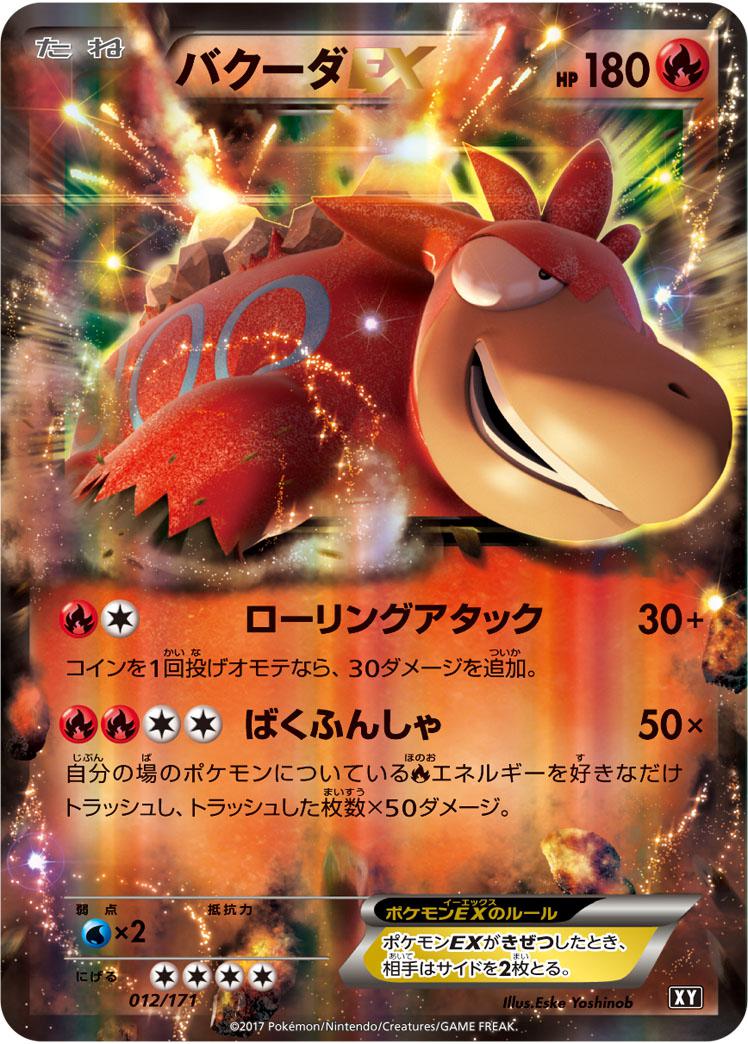 たね
バクーダEX HP180
ローリングアタック 30+
コインを1回投げオモテなら、30ダメージを追加。
ばくふんしゃ 50×
自分の場のポケモンについているエネルギーを好きなだけ
トラッシュし、トラッシュした枚数×50ダメージ。
弱点 抵抗力
×2
にげる
012/171
ポケモンEXのルール
ポケモンEXがきぜつしたとき、
相手はサイドを2枚とる。
Illus.Eske Yoshinob
XY
©2017 Pokémon/Nintendo/Creatures/GAME FREAK.